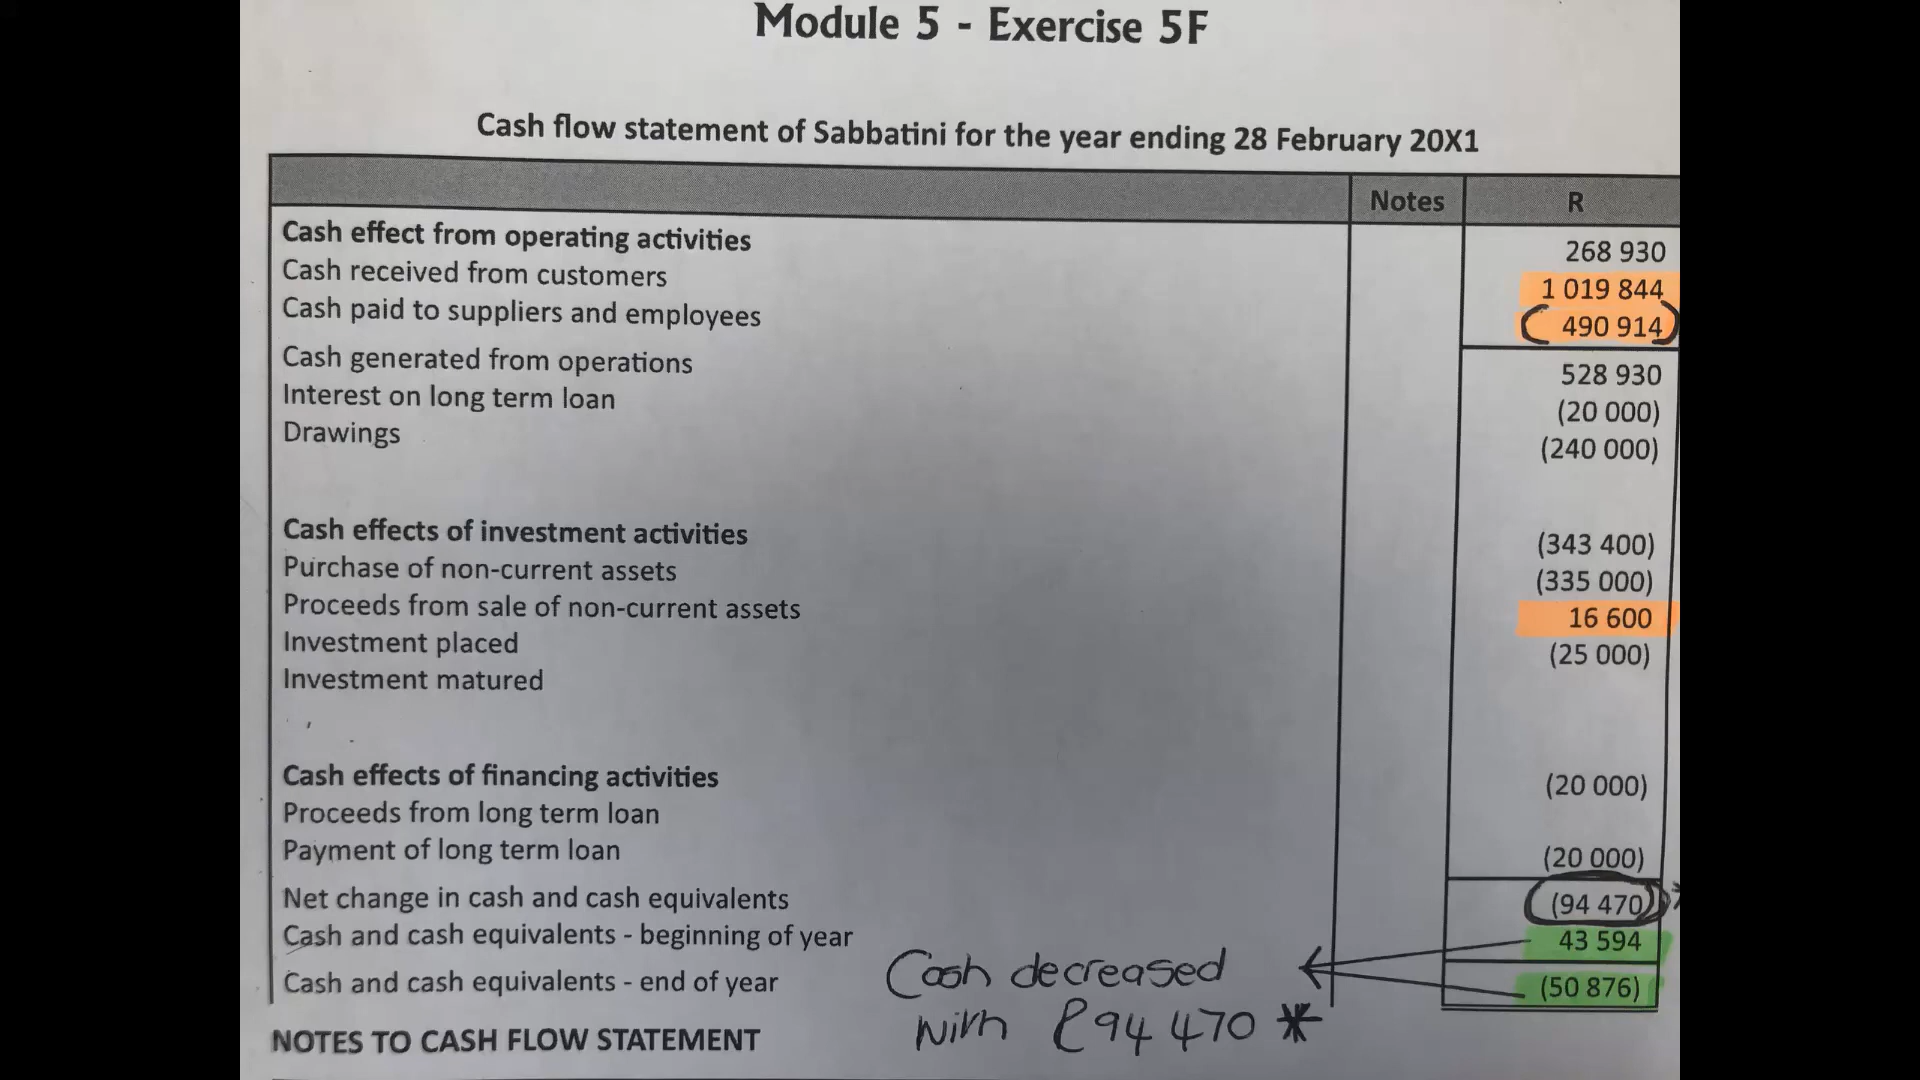 Module 5 - Exercise 5F
Cash flow statement of Sabbatini for the year ending 28 February 20X1
Notes R
Cash effect from operating activities 268 930
Cash received from customers 1 019 844
Cash paid to suppliers and employees (490 914)
Cash generated from operations 528 930
Interest on long term loan (20 000)
Drawings (240 000)
Cash effects of investment activities (343 400)
Purchase of non-current assets (335 000)
Proceeds from sale of non-current assets 16 600
Investment placed (25 000)
Investment matured
Cash effects of financing activities (20 000)
Proceeds from long term loan
Payment of long term loan (20 000)
Net change in cash and cash equivalents (94 470) *
Cash and cash equivalents - beginning of year 43 594
Cash and cash equivalents - end of year (50 876)
Cash decreased
with R94 470 *
NOTES TO CASH FLOW STATEMENT